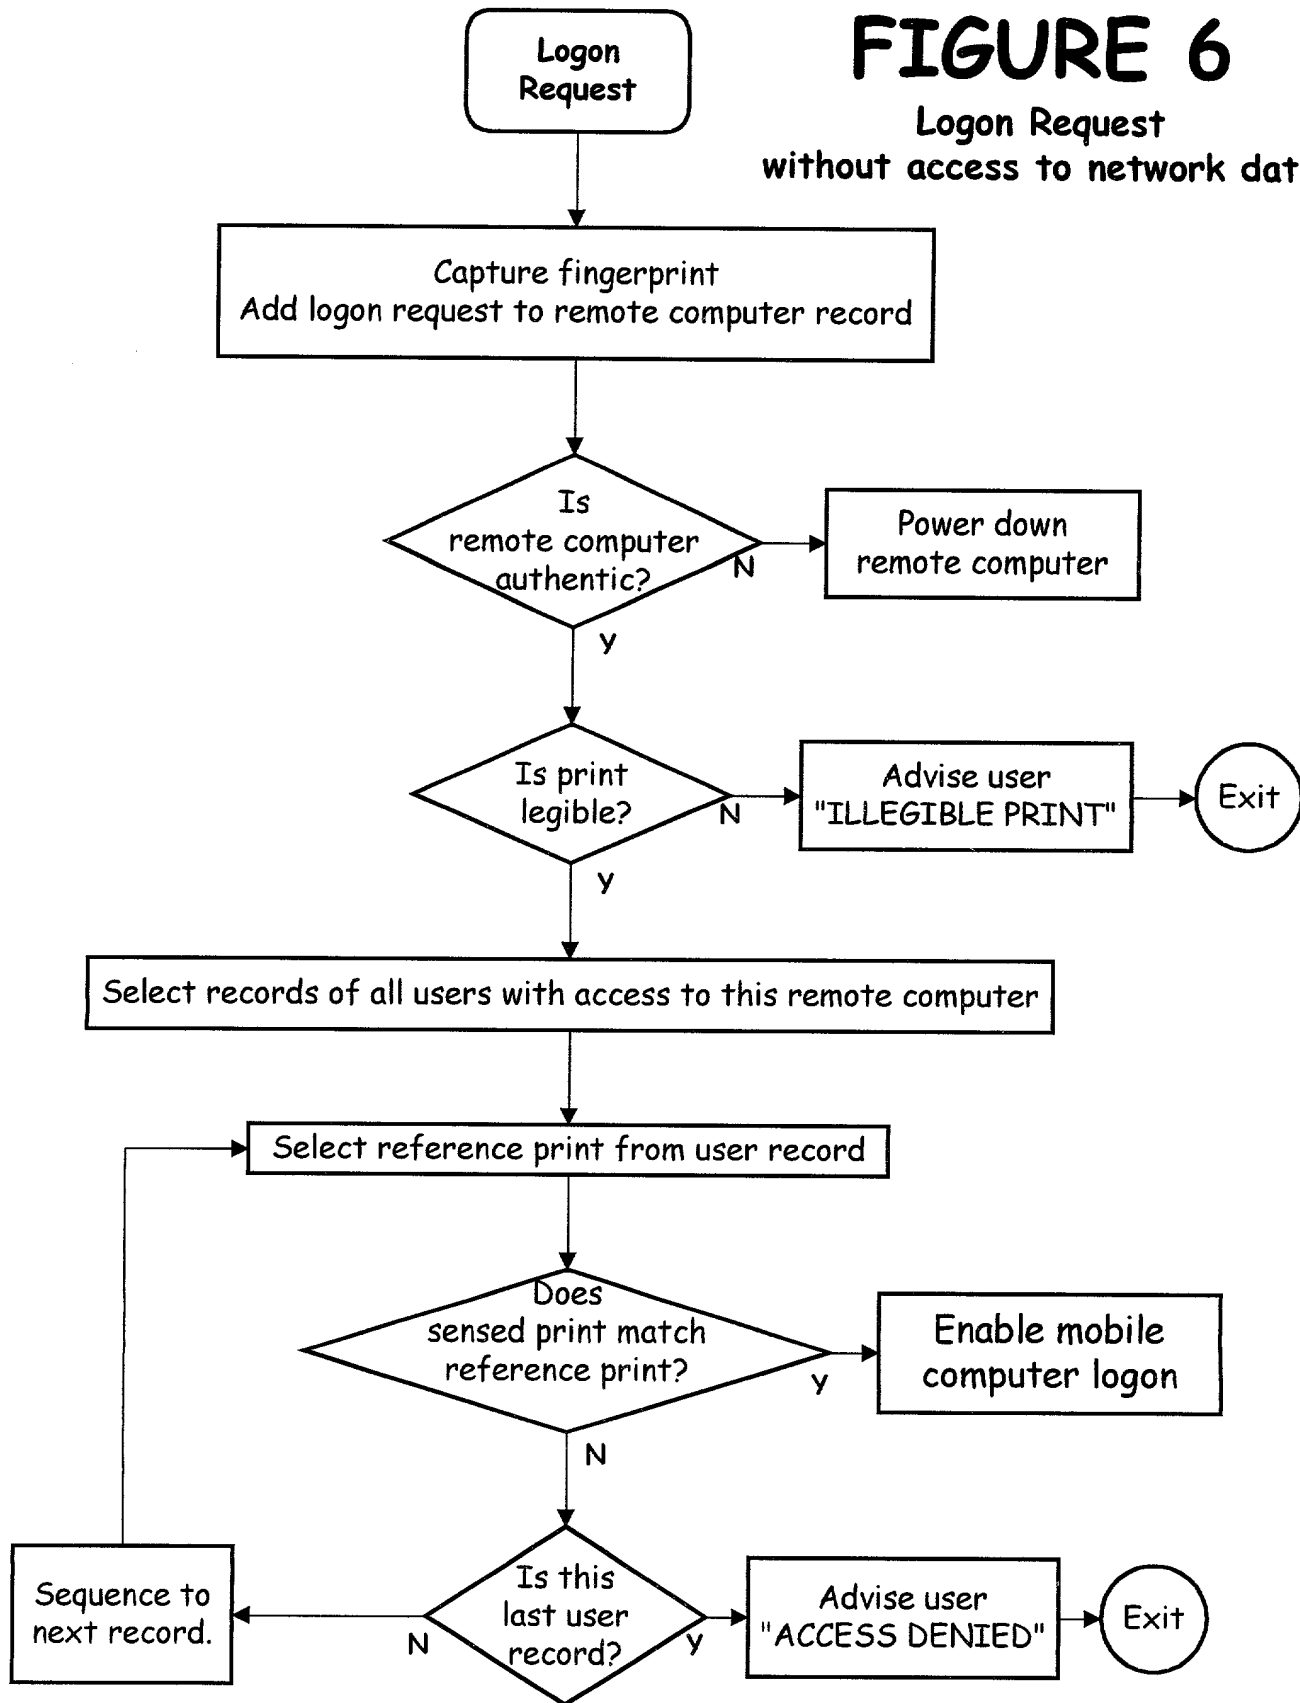 Logon
Request
FIGURE 6
Logon Request
without access to network dat
Capture fingerprint
Add logon request to remote computer record
Is
remote computer
authentic?
N
Power down
remote computer
Y
Is print
legible?
N
Advise user
"ILLEGIBLE PRINT"
Exit
Y
Select records of all users with access to this remote computer
Select reference print from user record
Does
sensed print match
reference print?
Y
Enable mobile
computer logon
N
Sequence to
next record.
N
Is this
last user
record?
Y
Advise user
"ACCESS DENIED"
Exit